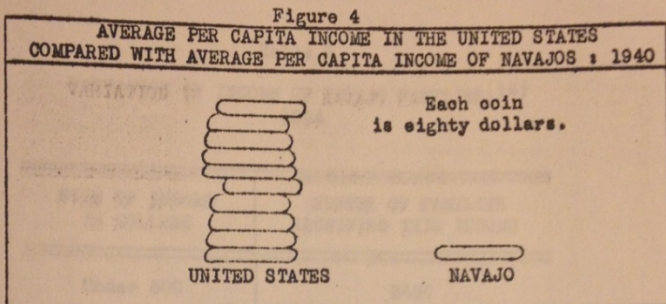 Figure 4
AVERAGE PER CAPITA INCOME IN THE UNITED STATES
COMPARED WITH AVERAGE PER CAPITA INCOME OF NAVAJOS : 1940
Each coin
is eighty dollars.
UNITED STATES
NAVAJO